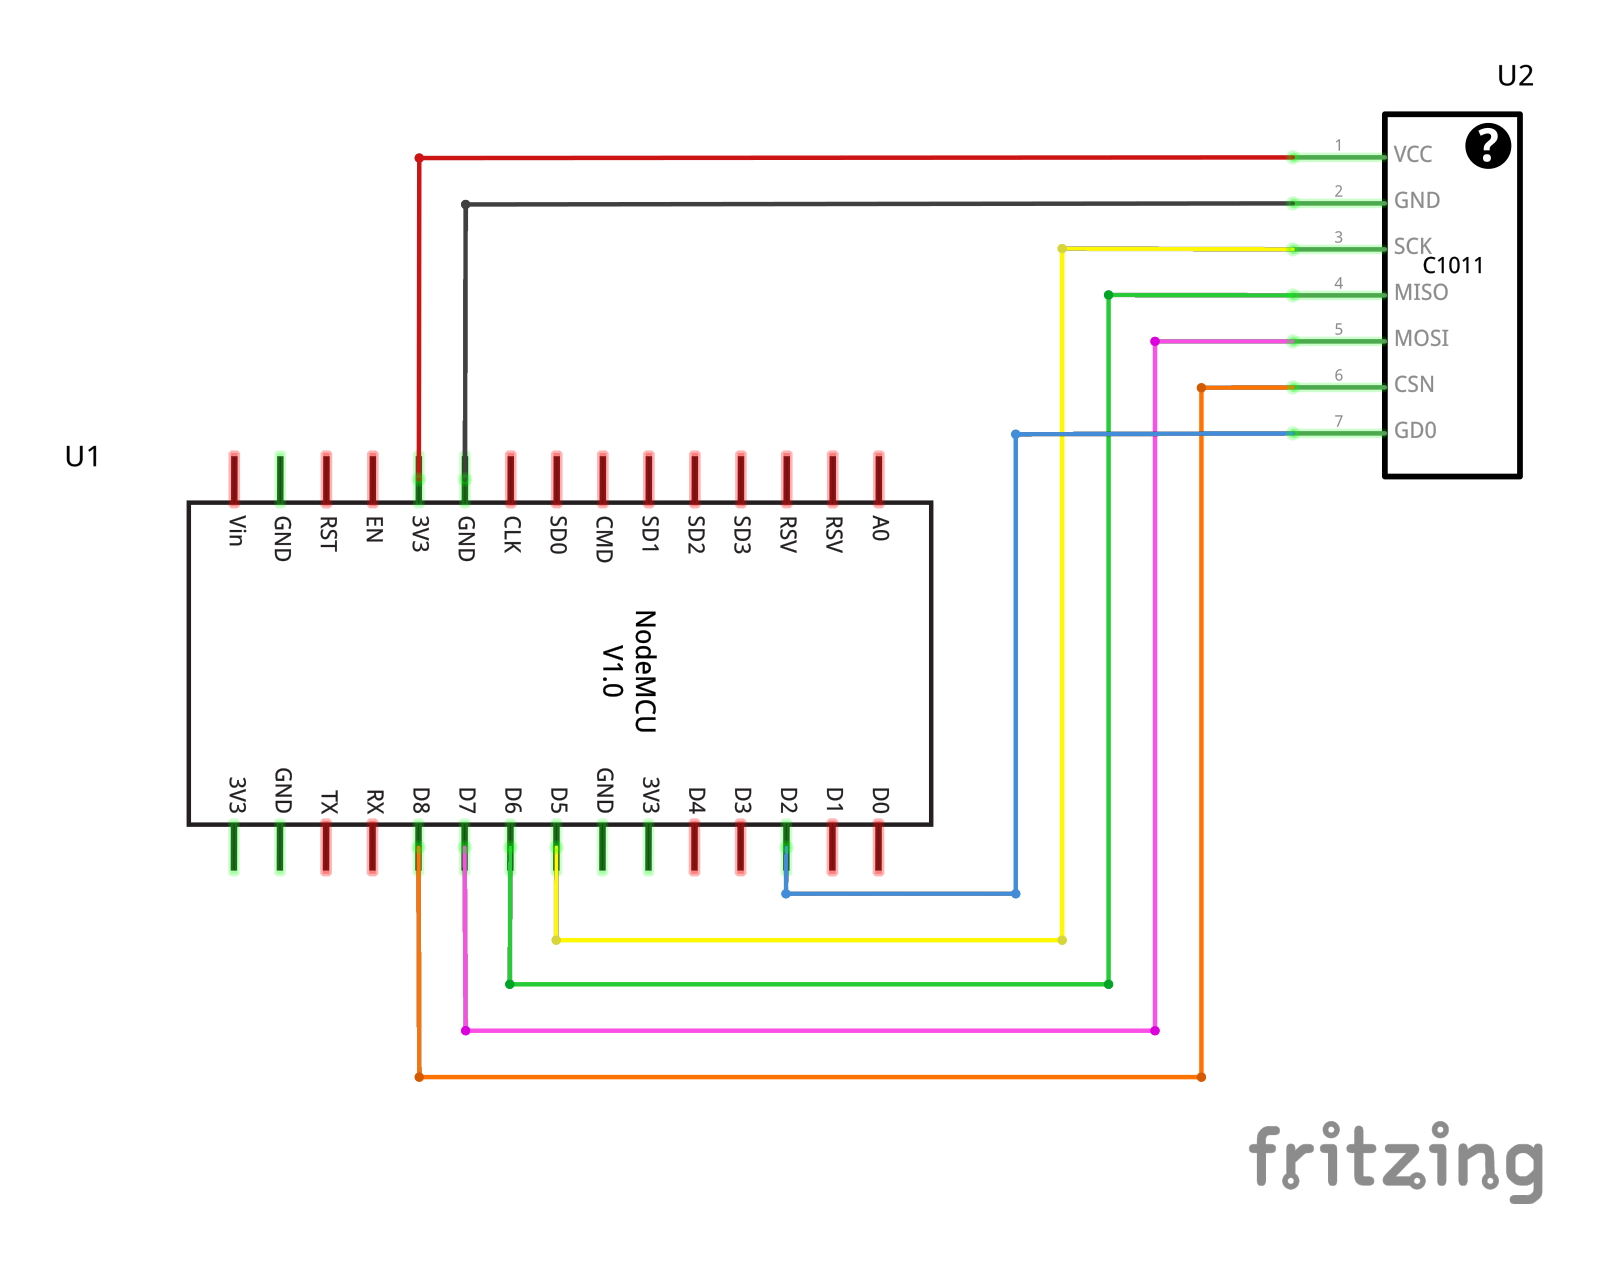 U2
1 VCC
2 GND
3 SCK
C1011
4 MISO
5 MOSI
6 CSN
7 GD0
U1
Vin GND RST EN 3V3 GND CLK SD0 CMD SD1 SD2 SD3 RSV RSV A0
NodeMCU
V1.0
3V3 GND TX RX D8 D7 D6 D5 GND 3V3 D4 D3 D2 D1 D0
fritzing